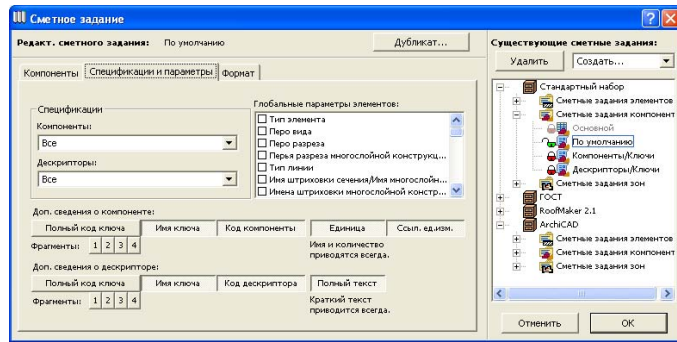 Сметное задание
Редакт. сметного задания: По умолчанию
Дубликат...
Компоненты
Спецификации и параметры
Формат
Спецификации
Компоненты:
Все
Дескрипторы:
Все
Глобальные параметры элементов:
Тип элемента
Перо вида
Перо разреза
Перья разреза многослойной конструкц...
Тип линии
Имя штриховки сечения/Имя многослойн...
Имена штриховки многослойной констр...
Доп. сведения о компоненте:
Полный код ключа
Имя ключа
Код компоненты
Единица
Ссыл. ед.изм.
Фрагменты: 1 2 3 4
Имя и количество
приводятся всегда.
Доп. сведения о дескрипторе:
Полный код ключа
Имя ключа
Код дескриптора
Полный текст
Фрагменты: 1 2 3 4
Краткий текст
приводится всегда.
Существующие сметные задания:
Удалить
Создать...
Стандартный набор
Сметные задания элементов
Сметные задания компонент
Основной
По умолчанию
Компоненты/Ключи
Дескрипторы/Ключи
Сметные задания зон
ГОСТ
RoofMaker 2.1
ArchiCAD
Сметные задания элементов
Сметные задания компонент
Сметные задания зон
Отменить
OK